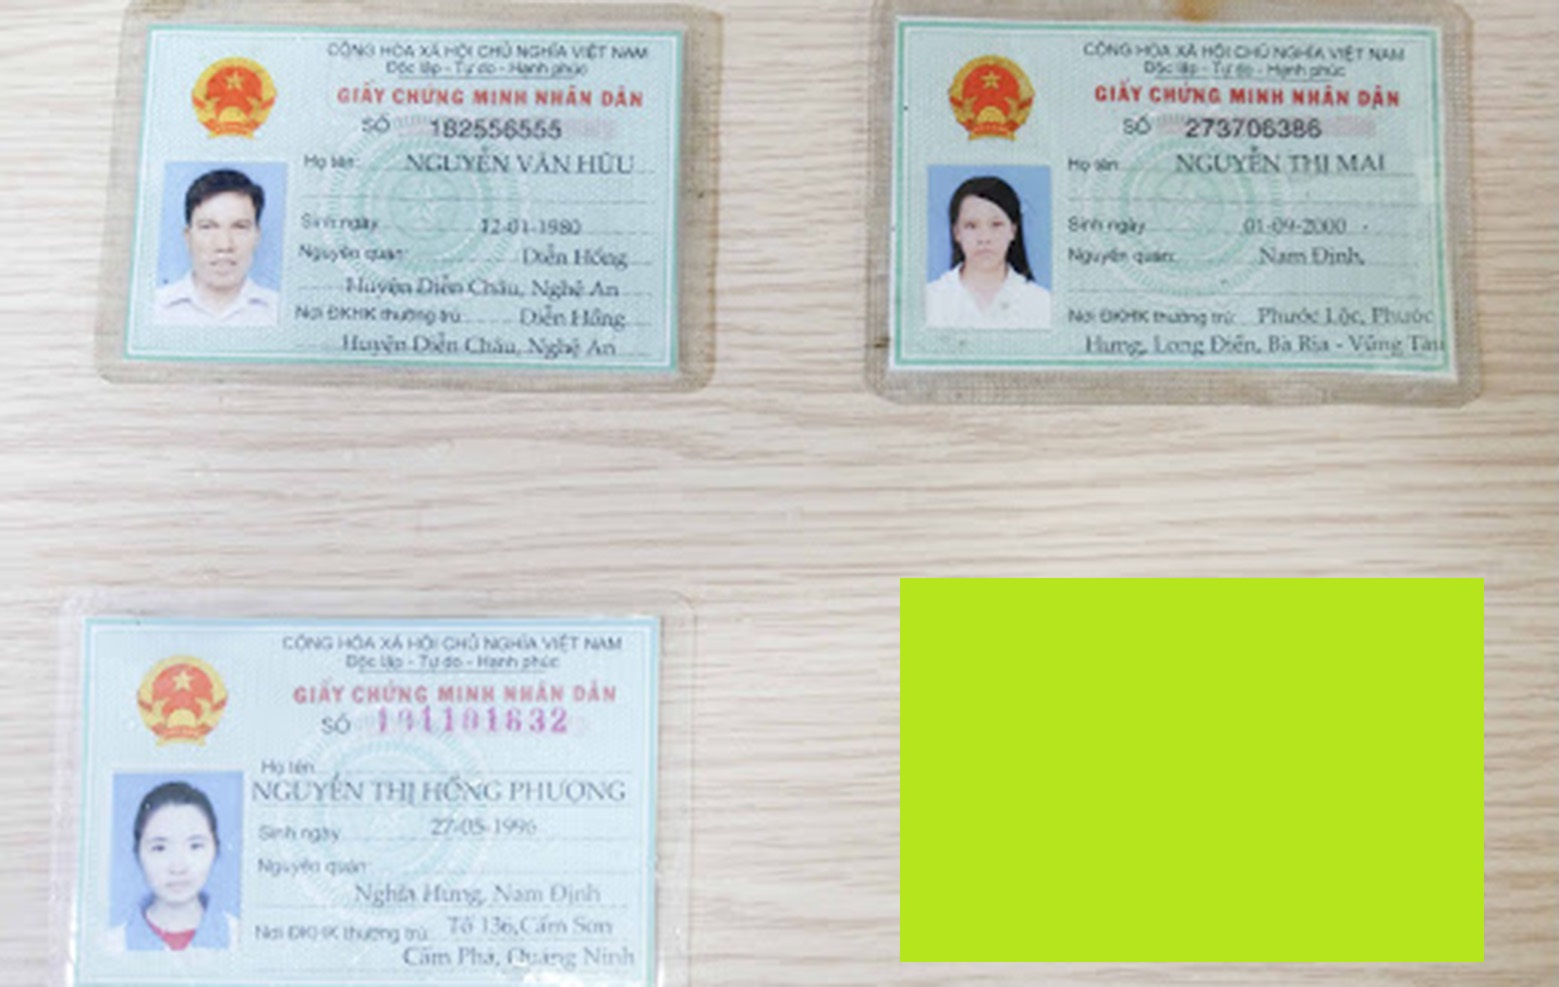 CỘNG HÒA XÃ HỘI CHỦ NGHĨA VIỆT NAM
Độc lập - Tự do - Hạnh phúc
GIẤY CHỨNG MINH NHÂN DÂN
SỐ 182556555
Họ tên: NGUYỄN VĂN HỮU
Sinh ngày 12-01-1980
Nguyên quán: Diễn Hồng
Huyện Diễn Châu, Nghệ An
Nơi ĐKHK thường trú: Diễn Hồng
Huyện Diễn Châu, Nghệ An
CỘNG HÒA XÃ HỘI CHỦ NGHĨA VIỆT NAM
Độc lập - Tự do - Hạnh phúc
GIẤY CHỨNG MINH NHÂN DÂN
SỐ 273706386
Họ tên: NGUYỄN THỊ MAI
Sinh ngày 01-09-2000
Nguyên quán: Nam Định,
Nơi ĐKHK thường trú: Phước Lộc, Phước
Hưng, Long Điền, Bà Rịa - Vũng Tàu
CỘNG HÒA XÃ HỘI CHỦ NGHĨA VIỆT NAM
Độc lập - Tự do - Hạnh phúc
GIẤY CHỨNG MINH NHÂN DÂN
SỐ
Họ tên
NGUYỄN THỊ HỒNG PHƯỢNG
Sinh ngày 27-05-1996
Nguyên quán:
Nghĩa Hưng, Nam Định
Nơi ĐKHK thường trú: Tổ 136, Cẩm Sơn
Cẩm Phả, Quảng Ninh